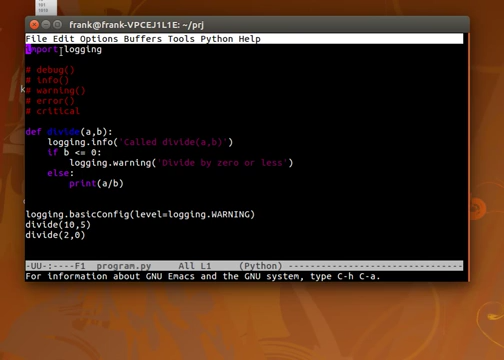 frank@frank-VPCEJ1L1E: ~/prj
File Edit Options Buffers Tools Python Help
import logging
# debug()
# info()
# warning()
# error()
# critical
def divide(a,b):
    logging.info('Called divide(a,b)')
    if b <= 0:
        logging.warning('Divide by zero or less')
    else:
        print(a/b)
logging.basicConfig(level=logging.WARNING)
divide(10,5)
divide(2,0)
-UU-:----F1  program.py     All L1     (Python) --------------------------------
For information about GNU Emacs and the GNU system, type C-h C-a.